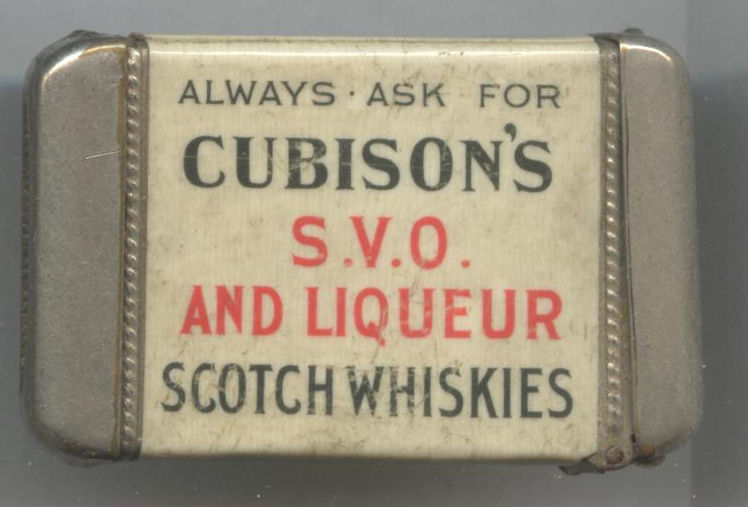 ALWAYS · ASK FOR
CUBISON'S
S.V.O.
AND LIQUEUR
SCOTCH WHISKIES